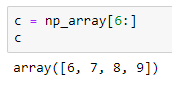 c = np_array[6:]
c
array([6, 7, 8, 9])